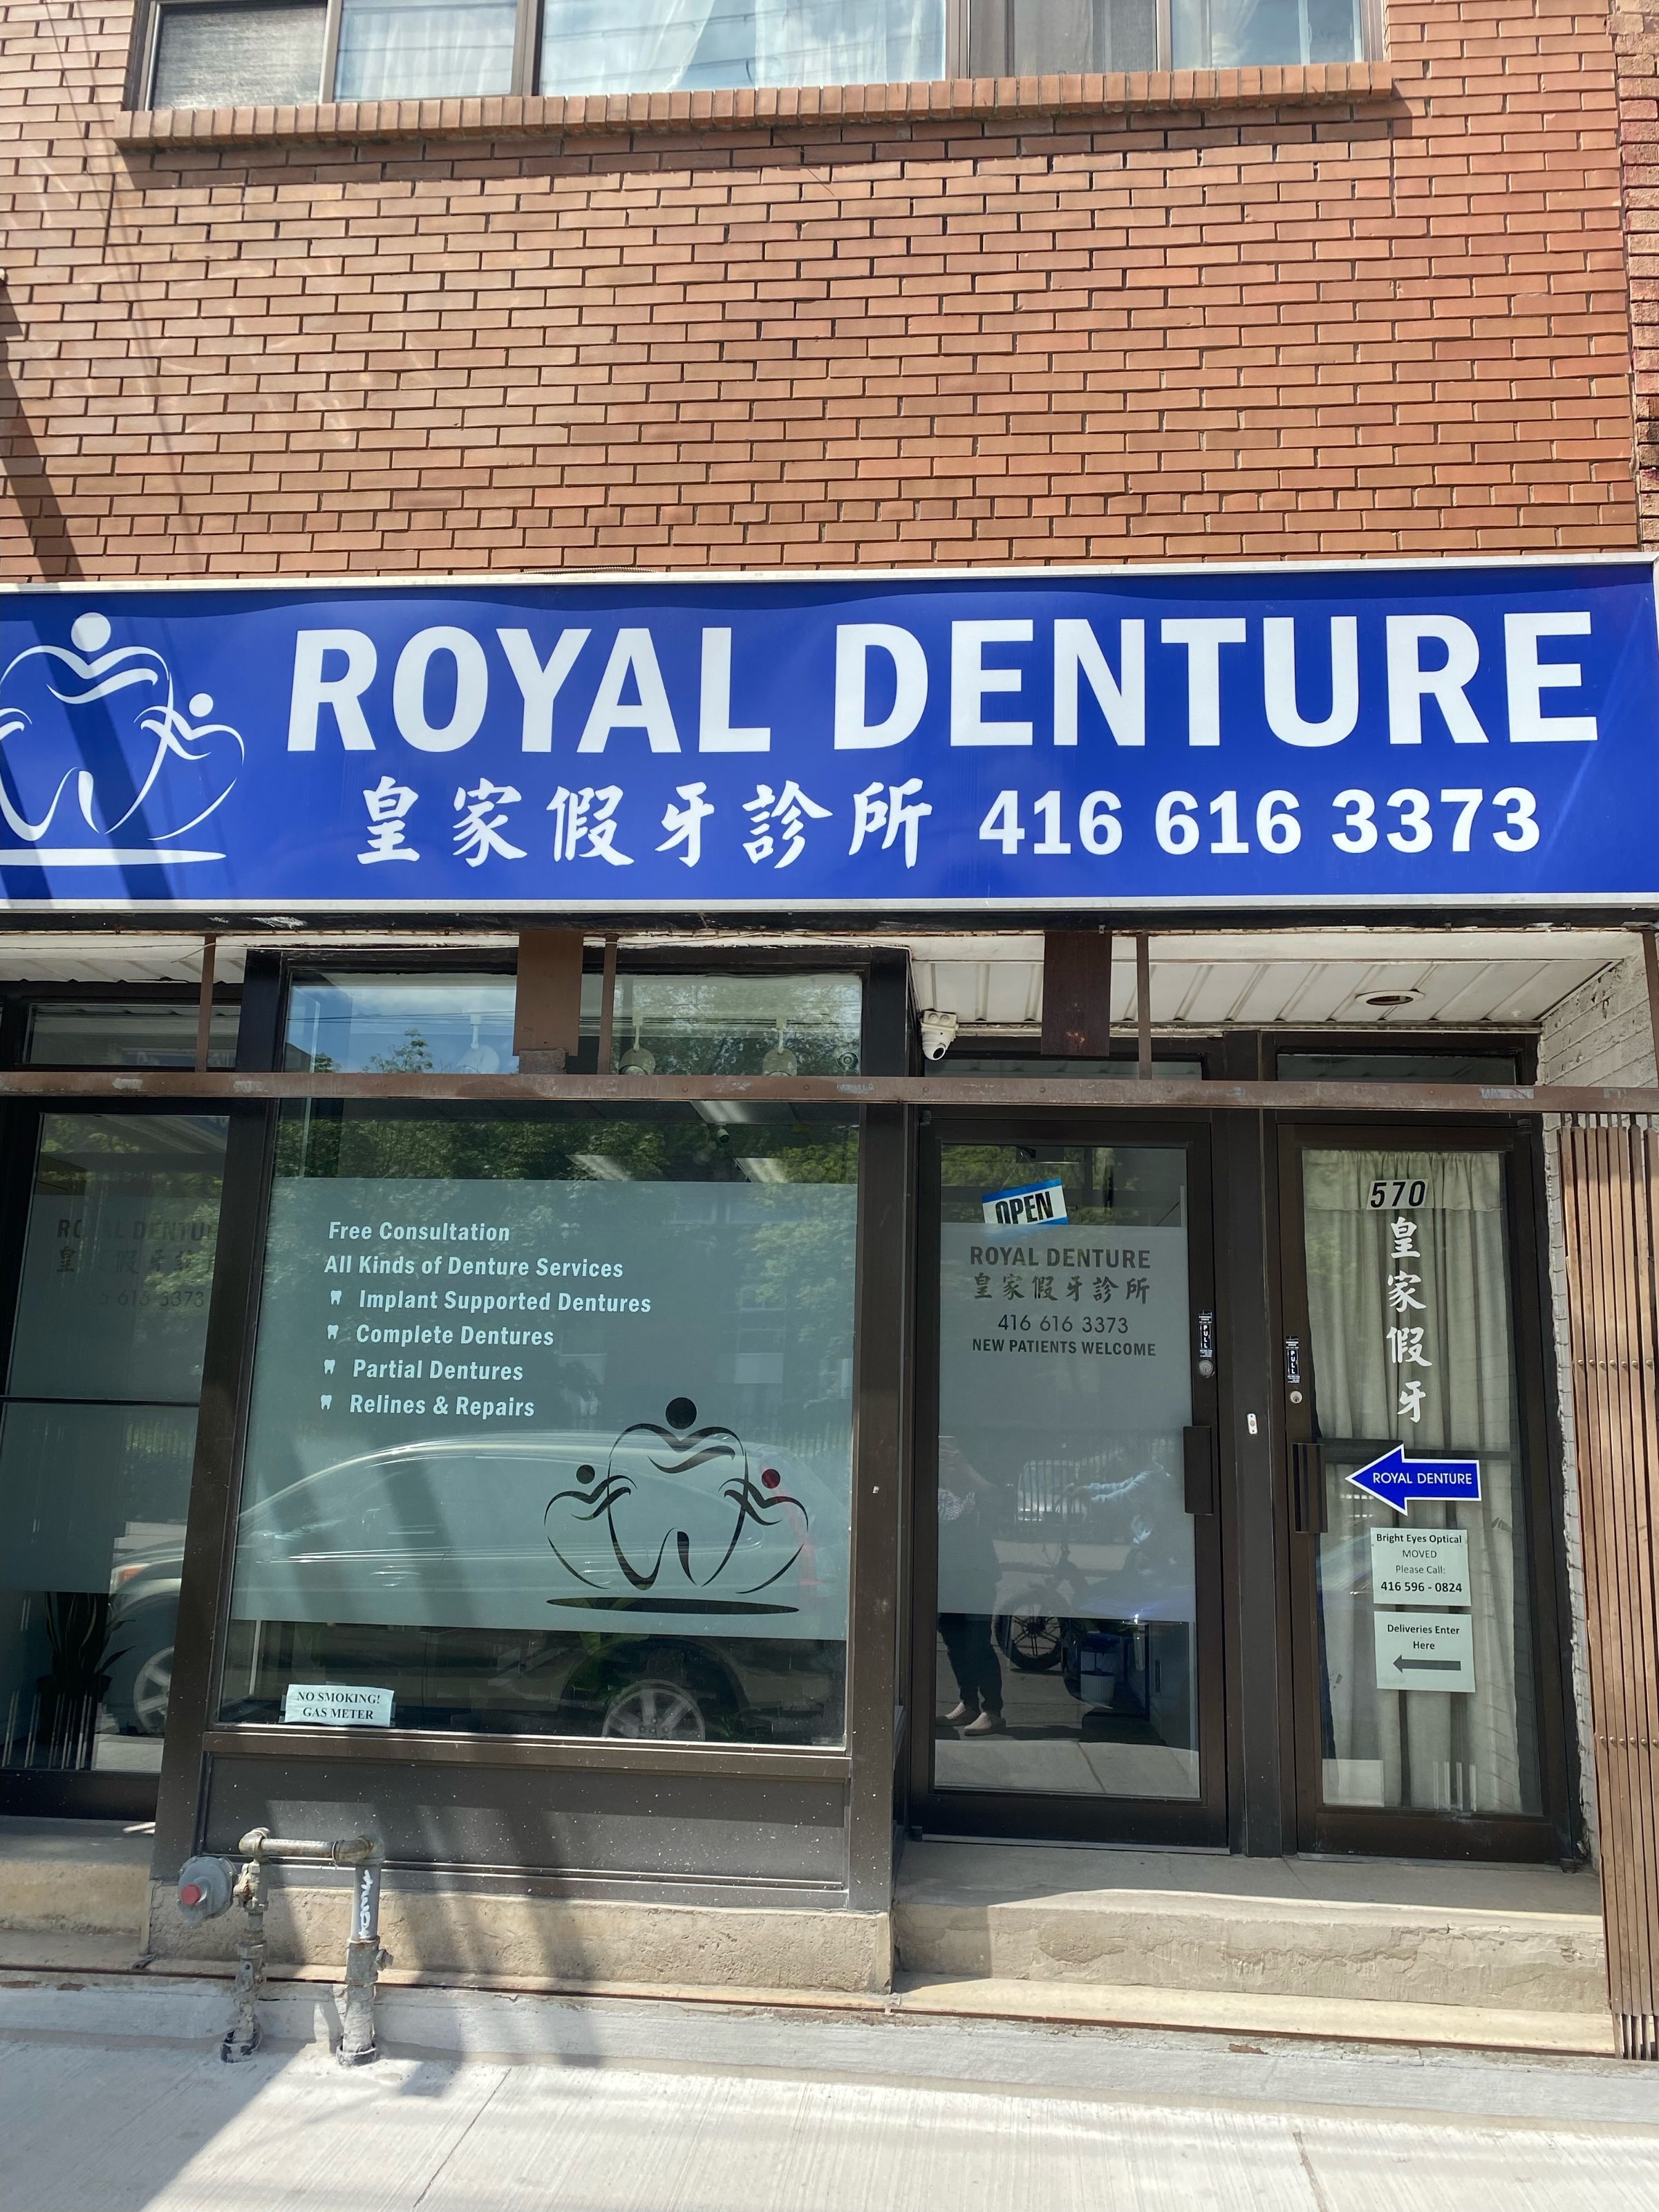 ROYAL DENTURE
皇家假牙診所 416 616 3373
Free Consultation
All Kinds of Denture Services
Implant Supported Dentures
Complete Dentures
Partial Dentures
Relines & Repairs
NO SMOKING!
GAS METER
OPEN
ROYAL DENTURE
皇家假牙診所
416 616 3373
NEW PATIENTS WELCOME
PULL
PULL
570
皇家假牙
ROYAL DENTURE
Bright Eyes Optical
MOVED
Please Call:
416 596 - 0824
Deliveries Enter
Here